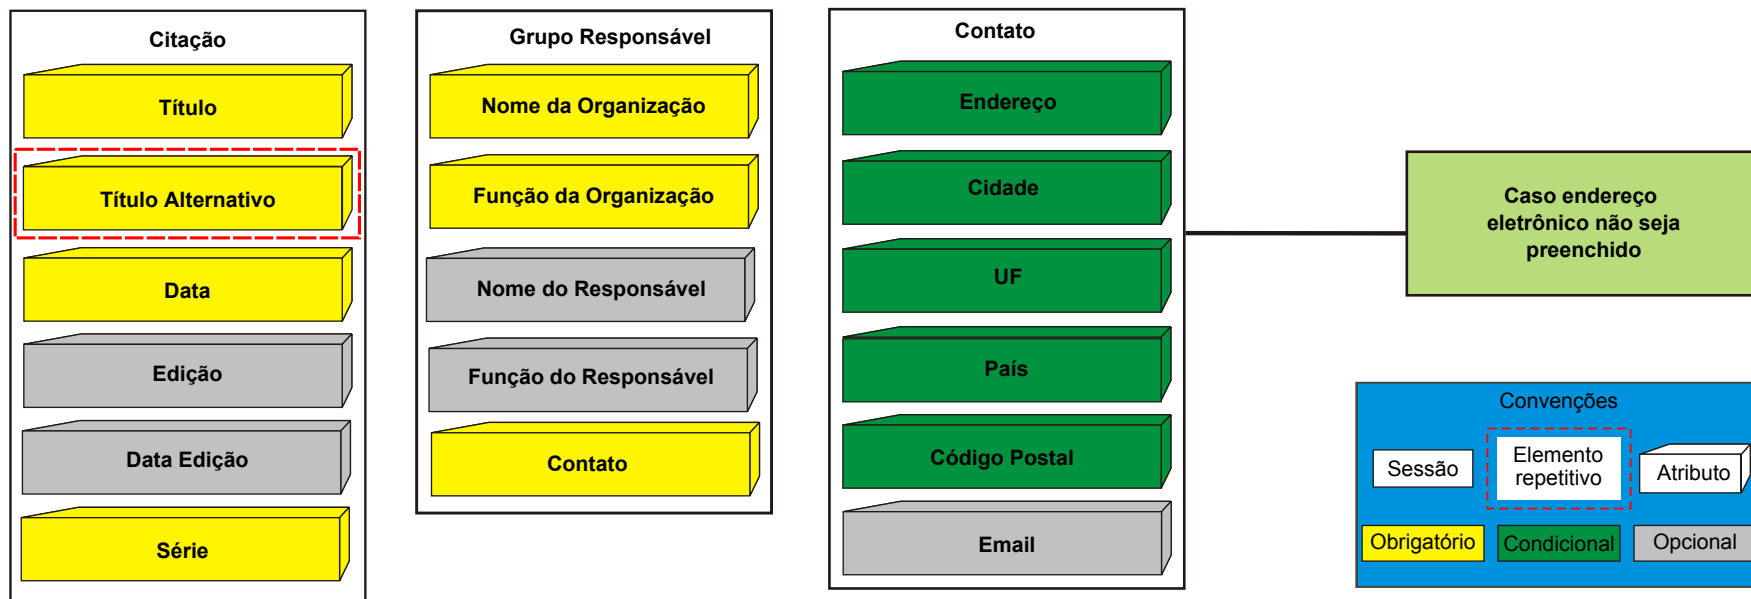 Citação
Título
Título Alternativo
Data
Edição
Data Edição
Série
Grupo Responsável
Nome da Organização
Função da Organização
Nome do Responsável
Função do Responsável
Contato
Contato
Endereço
Cidade
UF
País
Código Postal
Email
Caso endereço
eletrônico não seja
preenchido
Convenções
Sessão
Elemento
repetitivo
Atributo
Obrigatório
Condicional
Opcional